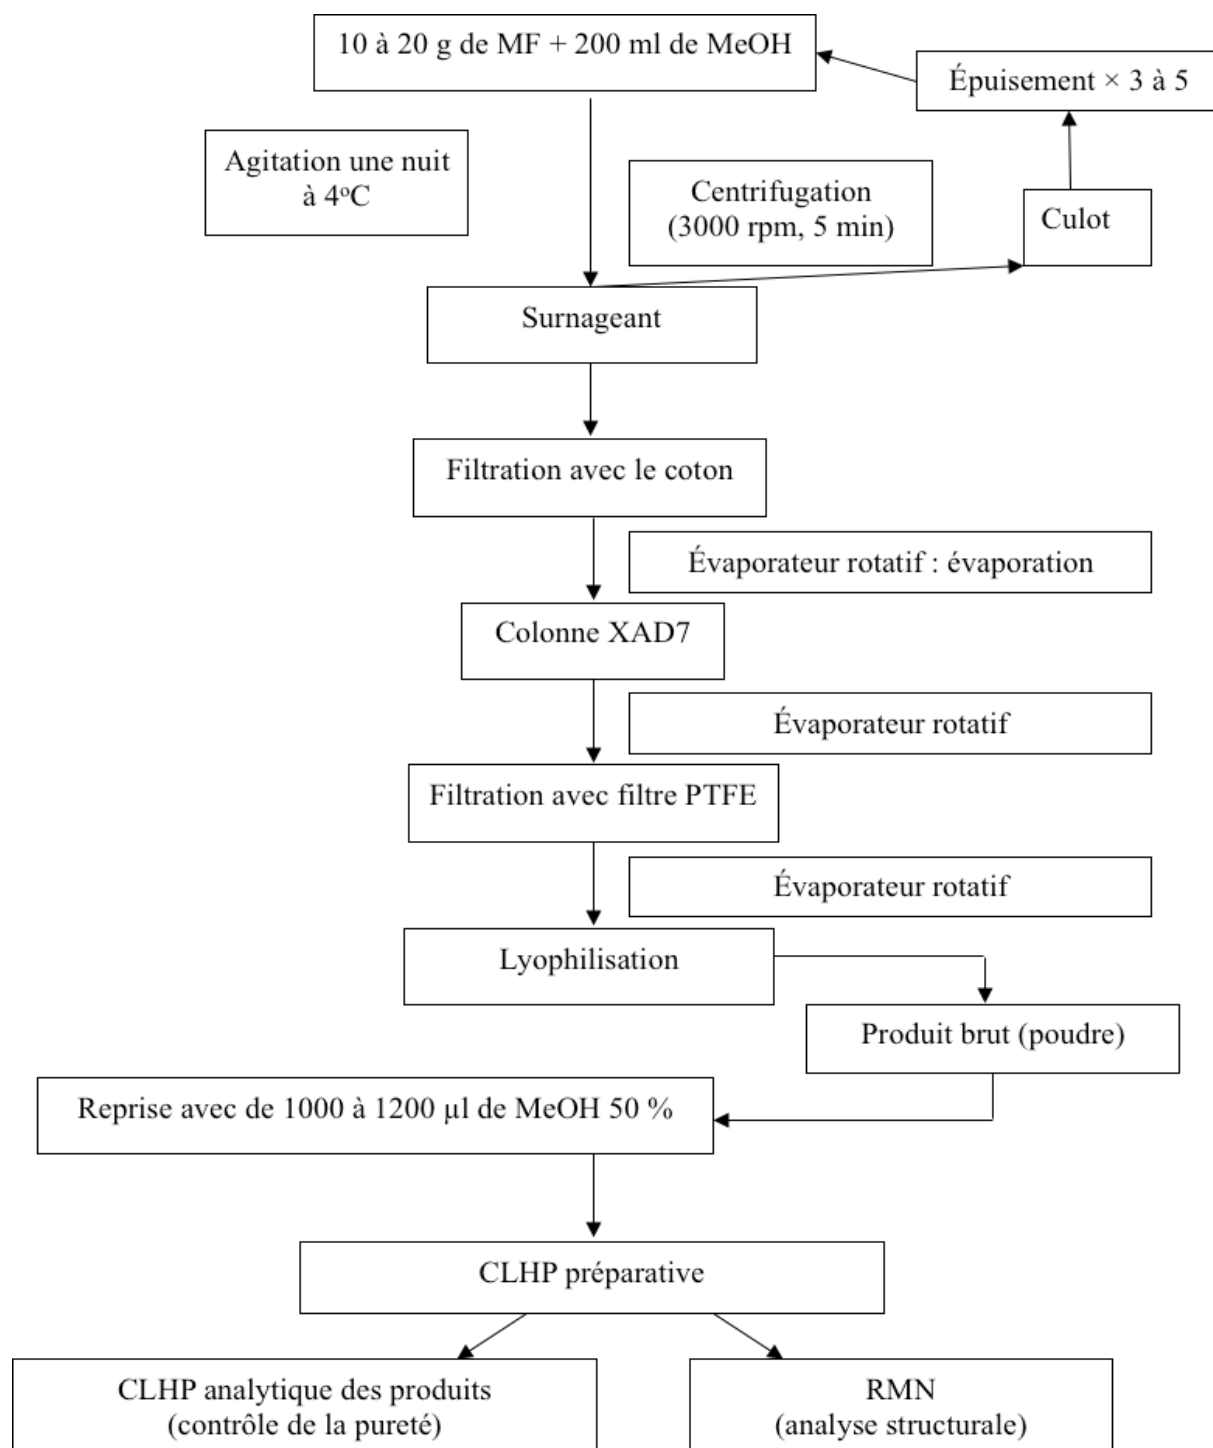 10 à 20 g de MF + 200 ml de MeOH
Épuisement × 3 à 5
Agitation une nuit
à 4°C
Centrifugation
(3000 rpm, 5 min)
Culot
Surnageant
Filtration avec le coton
Évaporateur rotatif : évaporation
Colonne XAD7
Évaporateur rotatif
Filtration avec filtre PTFE
Évaporateur rotatif
Lyophilisation
Produit brut (poudre)
Reprise avec de 1000 à 1200 µl de MeOH 50 %
CLHP préparative
CLHP analytique des produits
(contrôle de la pureté)
RMN
(analyse structurale)